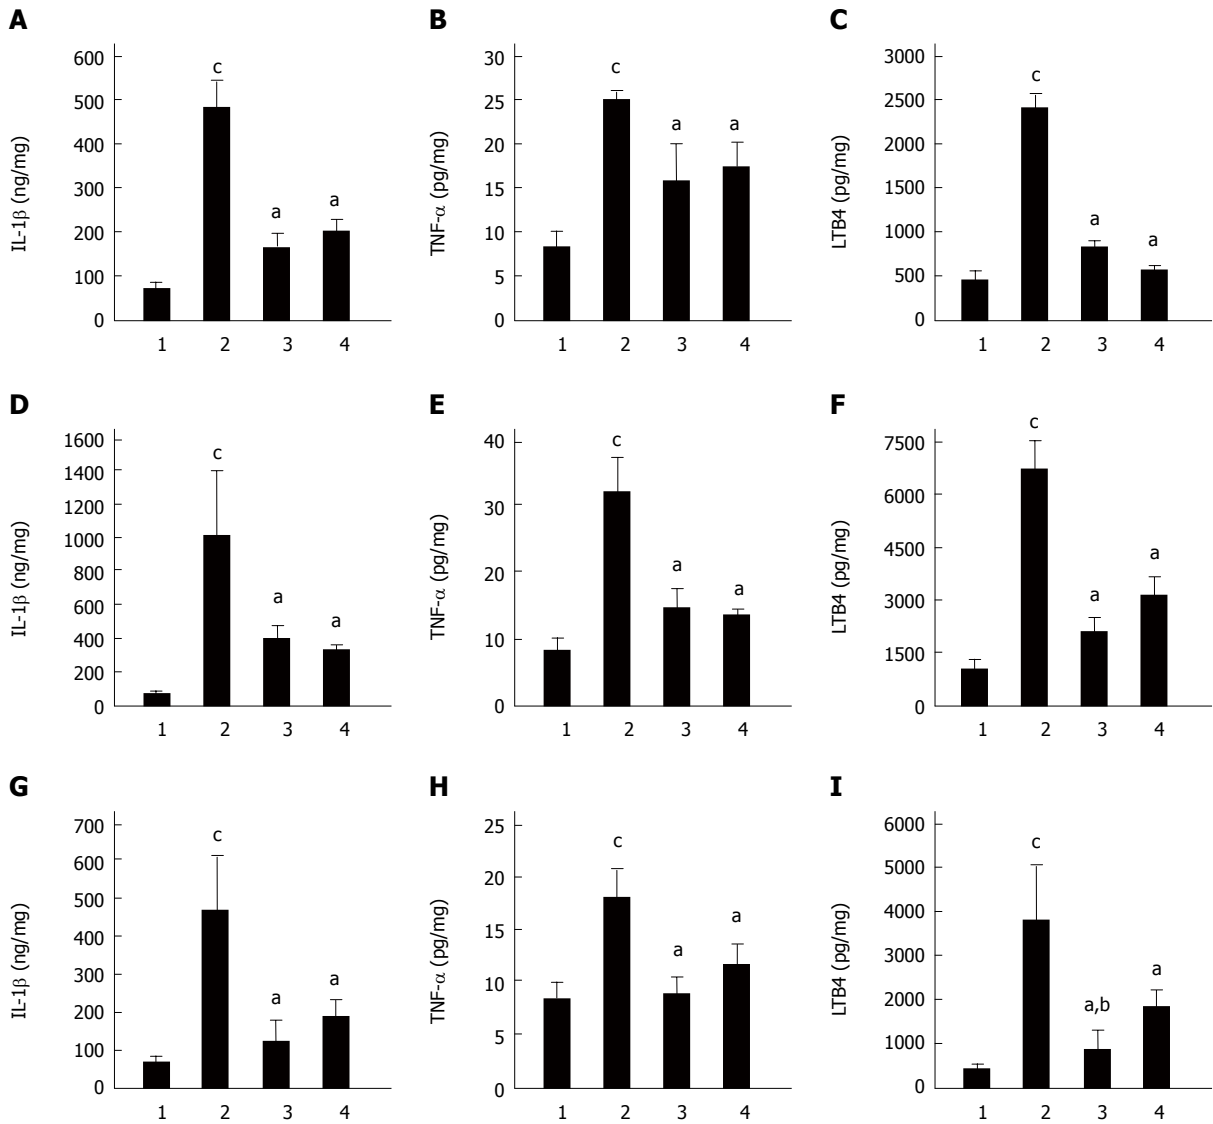 A
IL-1β (ng/mg)
600
500
400
300
200
100
0
c
a
a
1 2 3 4
B
TNF-α (pg/mg)
30
25
20
15
10
5
0
c
a
a
1 2 3 4
C
LTB4 (pg/mg)
3000
2500
2000
1500
1000
500
0
c
a
a
1 2 3 4
D
IL-1β (ng/mg)
1600
1400
1200
1000
800
600
400
200
0
c
a
a
1 2 3 4
E
TNF-α (pg/mg)
40
30
20
10
0
c
a
a
1 2 3 4
F
LTB4 (pg/mg)
7500
6000
4500
3000
1500
0
c
a
a
1 2 3 4
G
IL-1β (ng/mg)
700
600
500
400
300
200
100
0
c
a
a
1 2 3 4
H
TNF-α (pg/mg)
25
20
15
10
5
0
c
a
a
1 2 3 4
I
LTB4 (pg/mg)
6000
5000
4000
3000
2000
1000
0
c
a,b
a
1 2 3 4